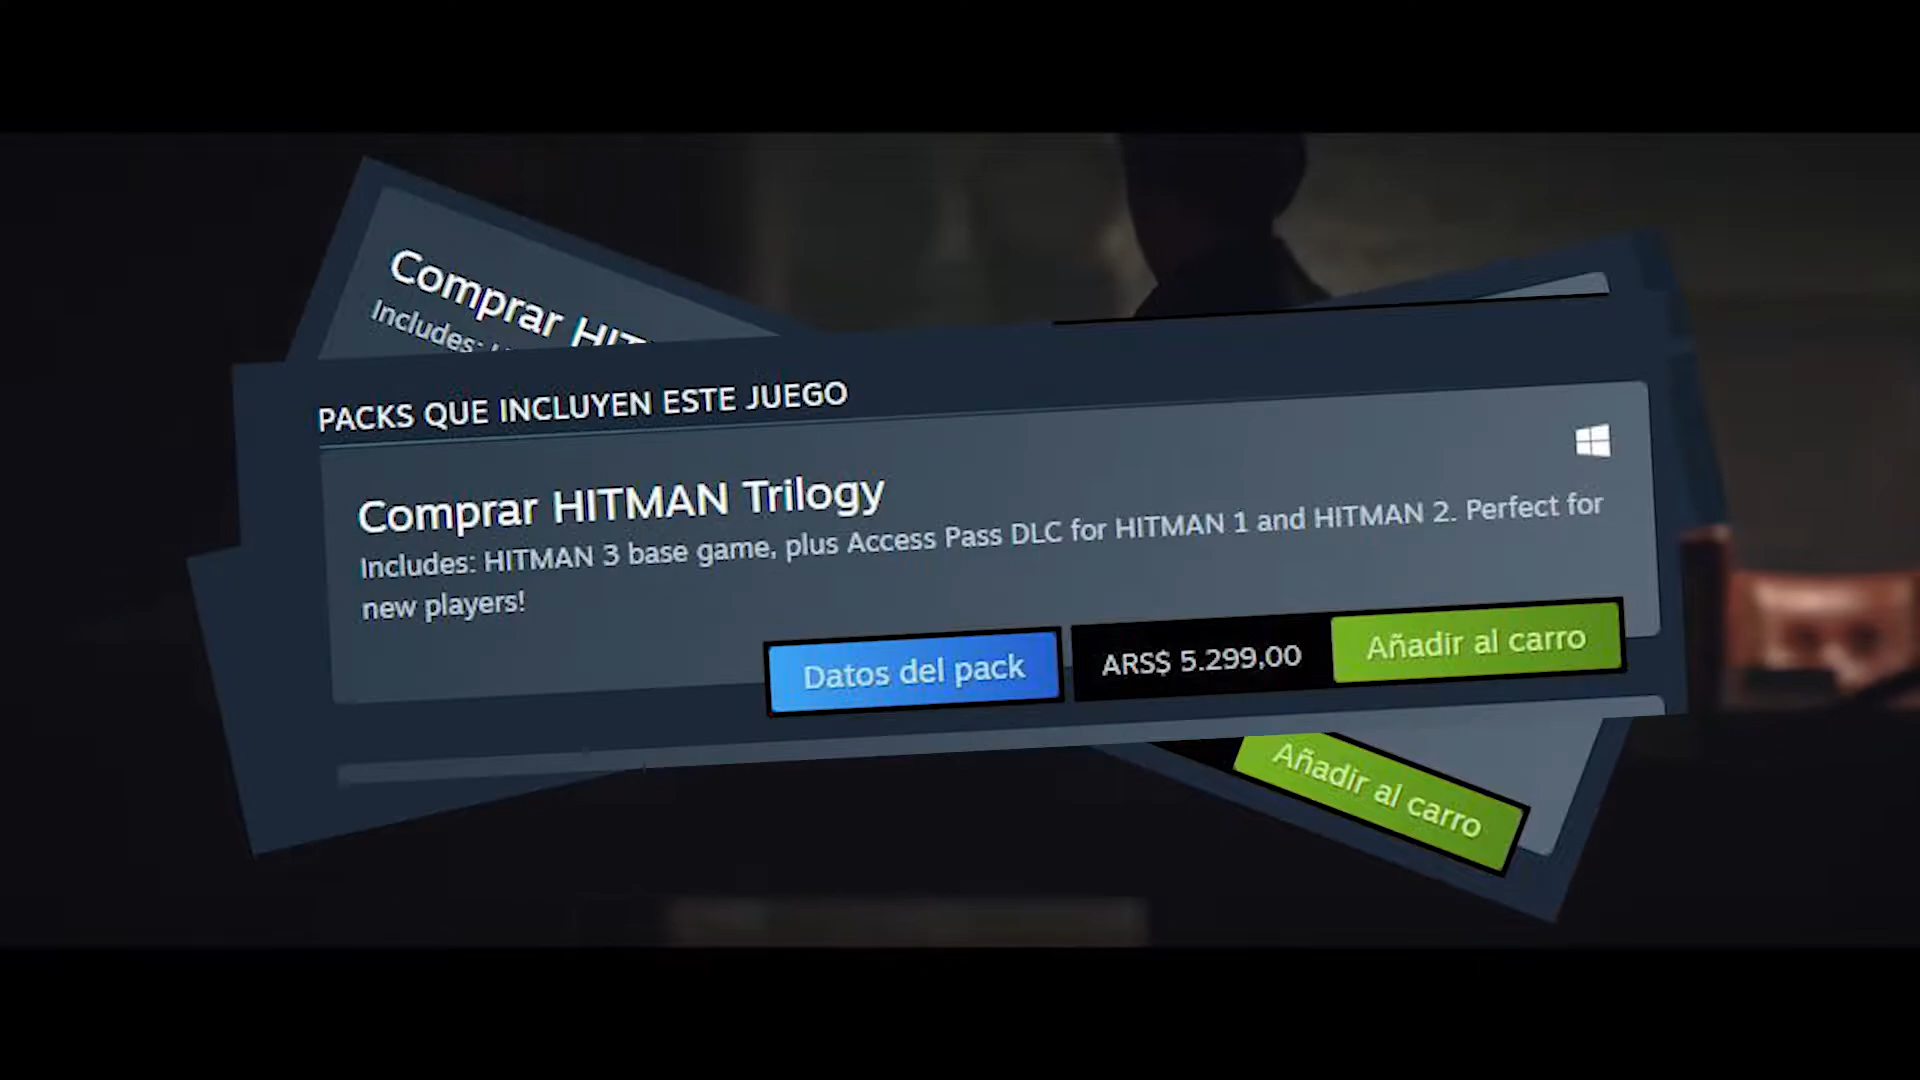 Comprar HIT
Includes:
PACKS QUE INCLUYEN ESTE JUEGO
Comprar HITMAN Trilogy
Includes: HITMAN 3 base game, plus Access Pass DLC for HITMAN 1 and HITMAN 2. Perfect for
new players!
Datos del pack
ARS$ 5.299,00
Añadir al carro
Añadir al carro